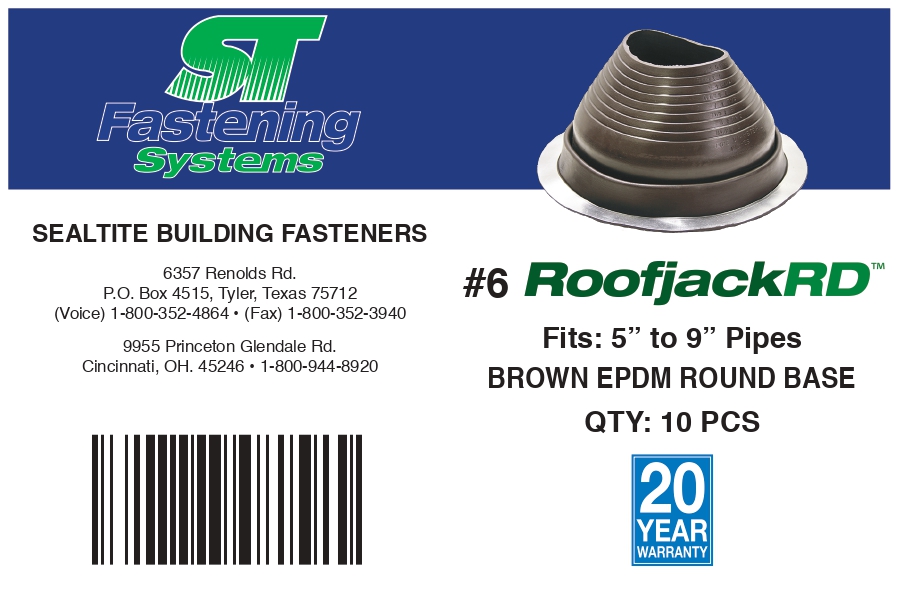 ST
Fastening
Systems
SEALTITE BUILDING FASTENERS
6357 Renolds Rd.
P.O. Box 4515, Tyler, Texas 75712
(Voice) 1-800-352-4864 • (Fax) 1-800-352-3940
9955 Princeton Glendale Rd.
Cincinnati, OH. 45246 • 1-800-944-8920
#6 RoofjackRD™
Fits: 5” to 9” Pipes
BROWN EPDM ROUND BASE
QTY: 10 PCS
20
YEAR
WARRANTY